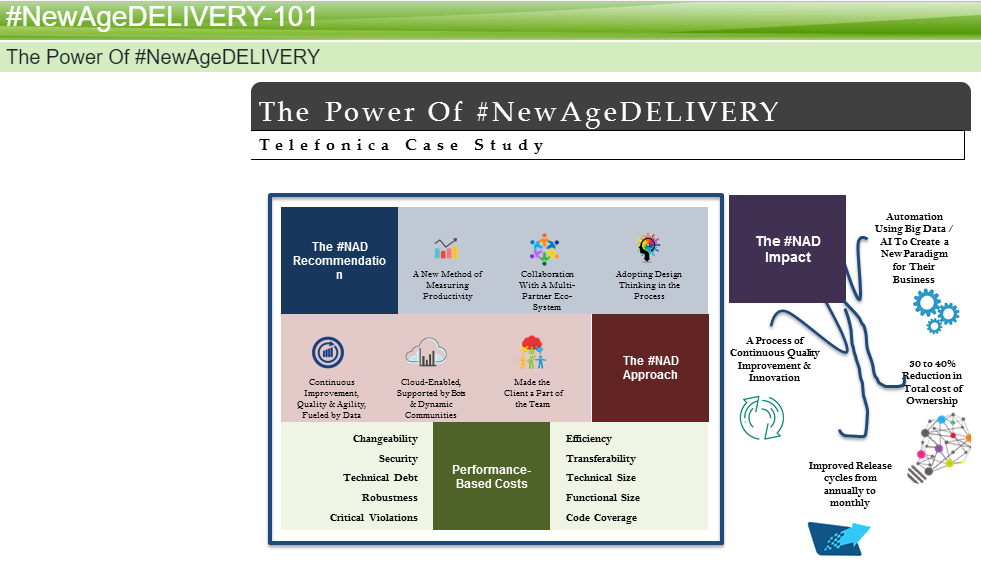 #NewAgeDELIVERY-101
The Power Of #NewAgeDELIVERY
The Power Of #NewAgeDELIVERY
Telefonica Case Study
The #NAD
Recommendatio
n
A New Method of
Measuring
Productivity
Collaboration
With A Multi-
Partner Eco-
System
Adopting Design
Thinking in the
Process
Continuous
Improvement,
Quality & Agility,
Fueled by Data
Cloud-Enabled,
Supported by Bots
& Dynamic
Communities
Made the
Client a Part of
the Team
The #NAD
Approach
Changeability
Security
Technical Debt
Robustness
Critical Violations
Performance-
Based Costs
Efficiency
Transferability
Technical Size
Functional Size
Code Coverage
The #NAD
Impact
Automation
Using Big Data /
AI To Create a
New Paradigm
for Their
Business
A Process of
Continuous Quality
Improvement &
Innovation
30 to 40%
Reduction in
Total cost of
Ownership
Improved Release
cycles from
annually to
monthly